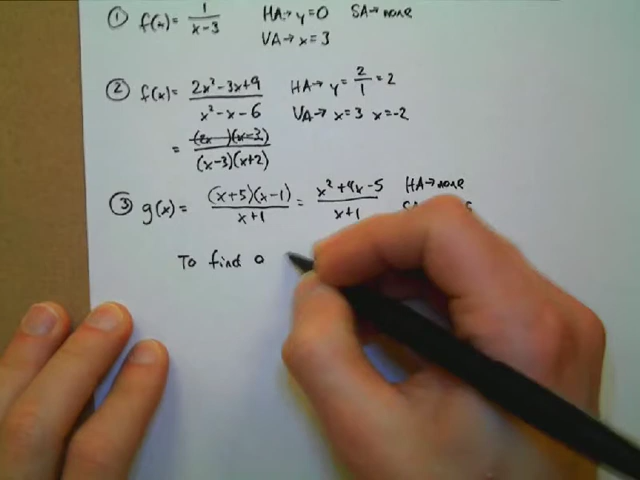 ① f(x) = 1/(x-3) HA→ y=0 SA→ none
VA→ x=3
② f(x) = (2x²-3x+9)/(x²-x-6) HA→ y = 2/1 = 2
VA→ x=3 x=-2
= (2x )(x-3)/(x-3)(x+2)
③ g(x) = (x+5)(x-1)/(x+1) = (x²+4x-5)/(x+1) HA→ none
To find o